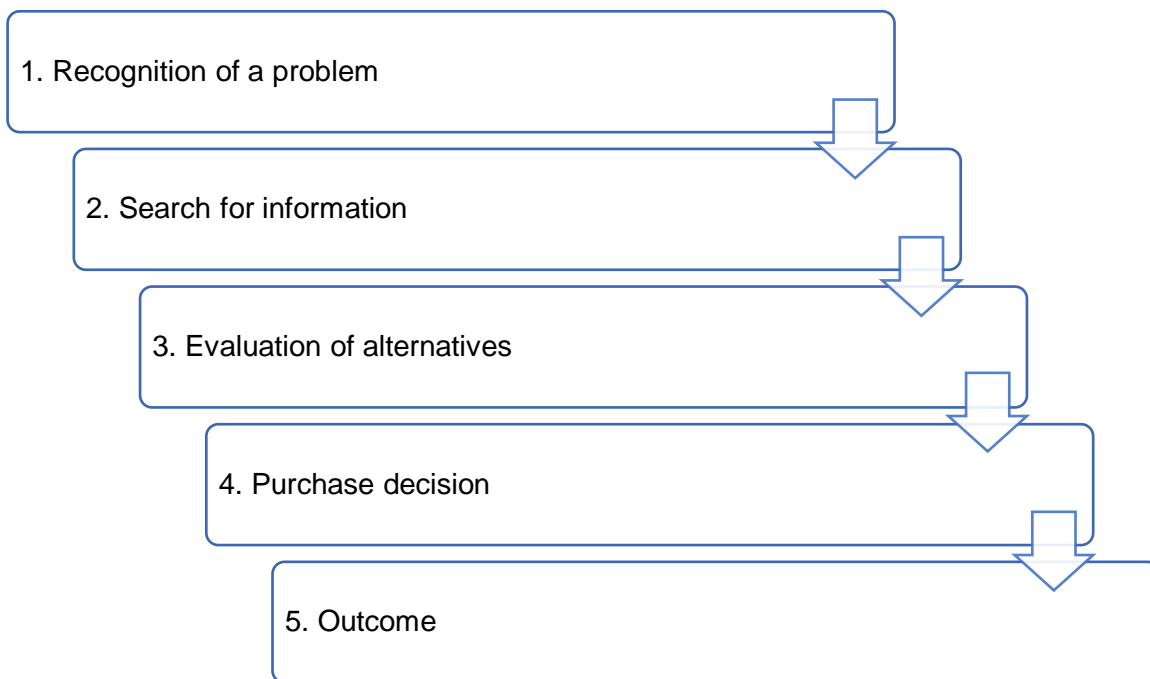 1. Recognition of a problem
2. Search for information
3. Evaluation of alternatives
4. Purchase decision
5. Outcome